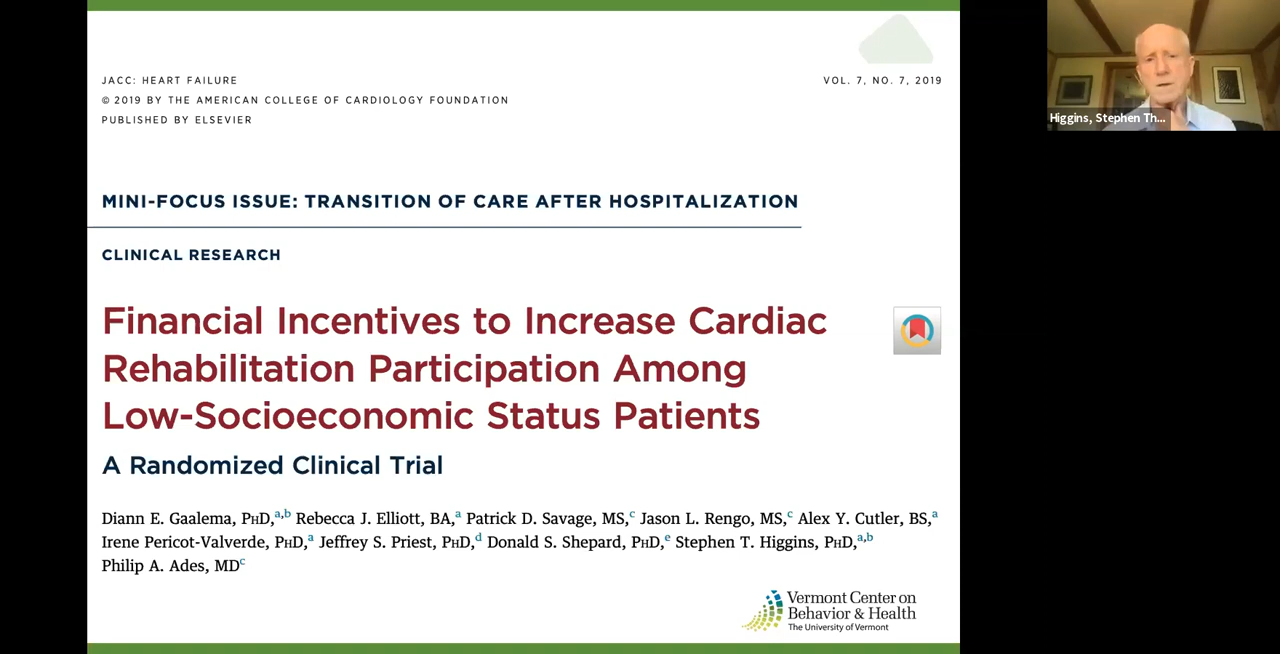 JACC: HEART FAILURE
VOL. 7, NO. 7, 2019
© 2019 BY THE AMERICAN COLLEGE OF CARDIOLOGY FOUNDATION
PUBLISHED BY ELSEVIER
MINI-FOCUS ISSUE: TRANSITION OF CARE AFTER HOSPITALIZATION
CLINICAL RESEARCH
Financial Incentives to Increase Cardiac
Rehabilitation Participation Among
Low-Socioeconomic Status Patients
A Randomized Clinical Trial
Diann E. Gaalema, PhD,a,b Rebecca J. Elliott, BA,a Patrick D. Savage, MS,c Jason L. Rengo, MS,c Alex Y. Cutler, BS,a
Irene Pericot-Valverde, PhD,a Jeffrey S. Priest, PhD,d Donald S. Shepard, PhD,e Stephen T. Higgins, PhD,a,b
Philip A. Ades, MDc
Vermont Center on
Behavior & Health
The University of Vermont
Higgins, Stephen Th...